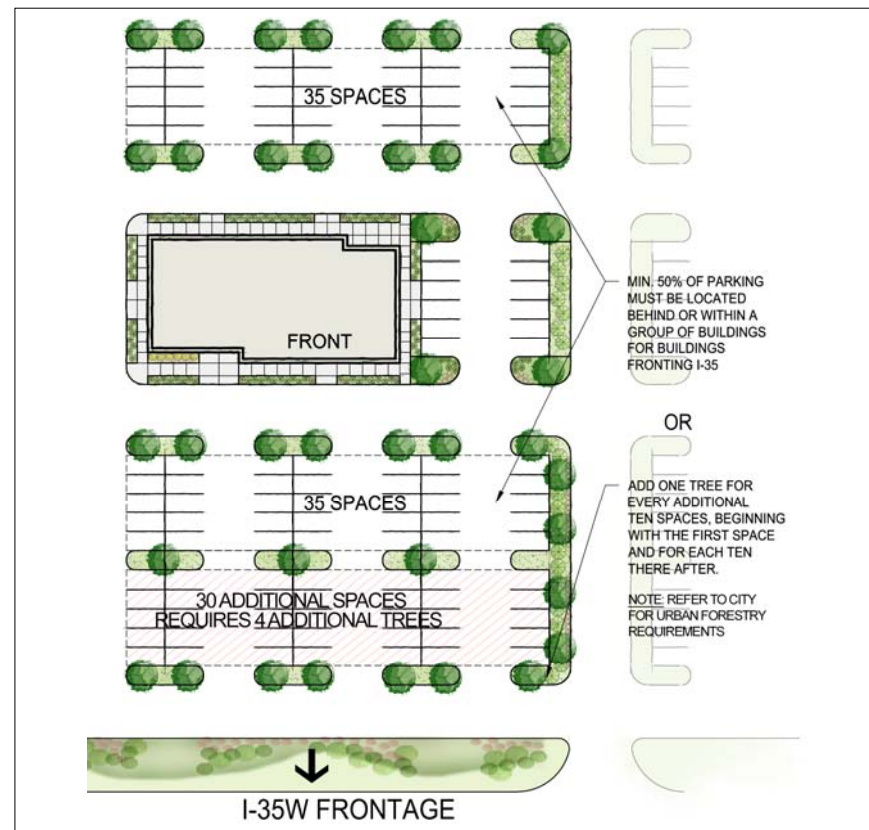 35 SPACES
FRONT
MIN. 50% OF PARKING
MUST BE LOCATED
BEHIND OR WITHIN A
GROUP OF BUILDINGS
FOR BUILDINGS
FRONTING I-35
OR
35 SPACES
ADD ONE TREE FOR
EVERY ADDITIONAL
TEN SPACES, BEGINNING
WITH THE FIRST SPACE
AND FOR EACH TEN
THERE AFTER.
NOTE: REFER TO CITY
FOR URBAN FORESTRY
REQUIREMENTS
30 ADDITIONAL SPACES
REQUIRES 4 ADDITIONAL TREES
I-35W FRONTAGE